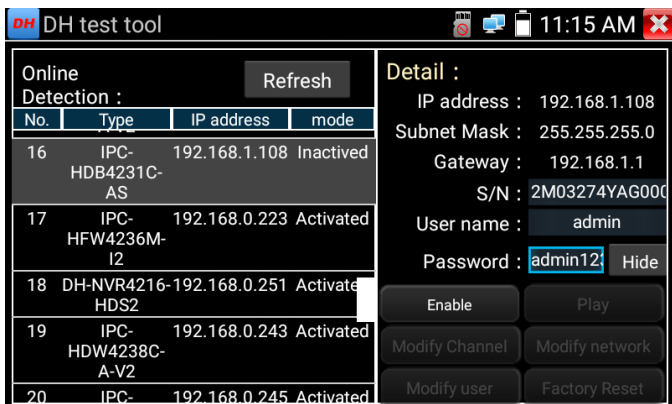 DH DH test tool 11:15 AM
Online
Detection :
Refresh
No. Type IP address mode
16 IPC-HDB4231C-AS 192.168.1.108 Inactived
17 IPC-HFW4236M-I2 192.168.0.223 Activated
18 DH-NVR4216-HDS2 192.168.0.251
19 IPC-HDW4238C-A-V2 192.168.0.243 Activated
20 IPC- 192.168.0.245 Activated
Detail :
IP address : 192.168.1.108
Subnet Mask : 255.255.255.0
Gateway : 192.168.1.1
S/N : 2M03274YAG000
User name : admin
Password : Hide
Enable Play
Modify Channel Modify network
Modify user Factory Reset